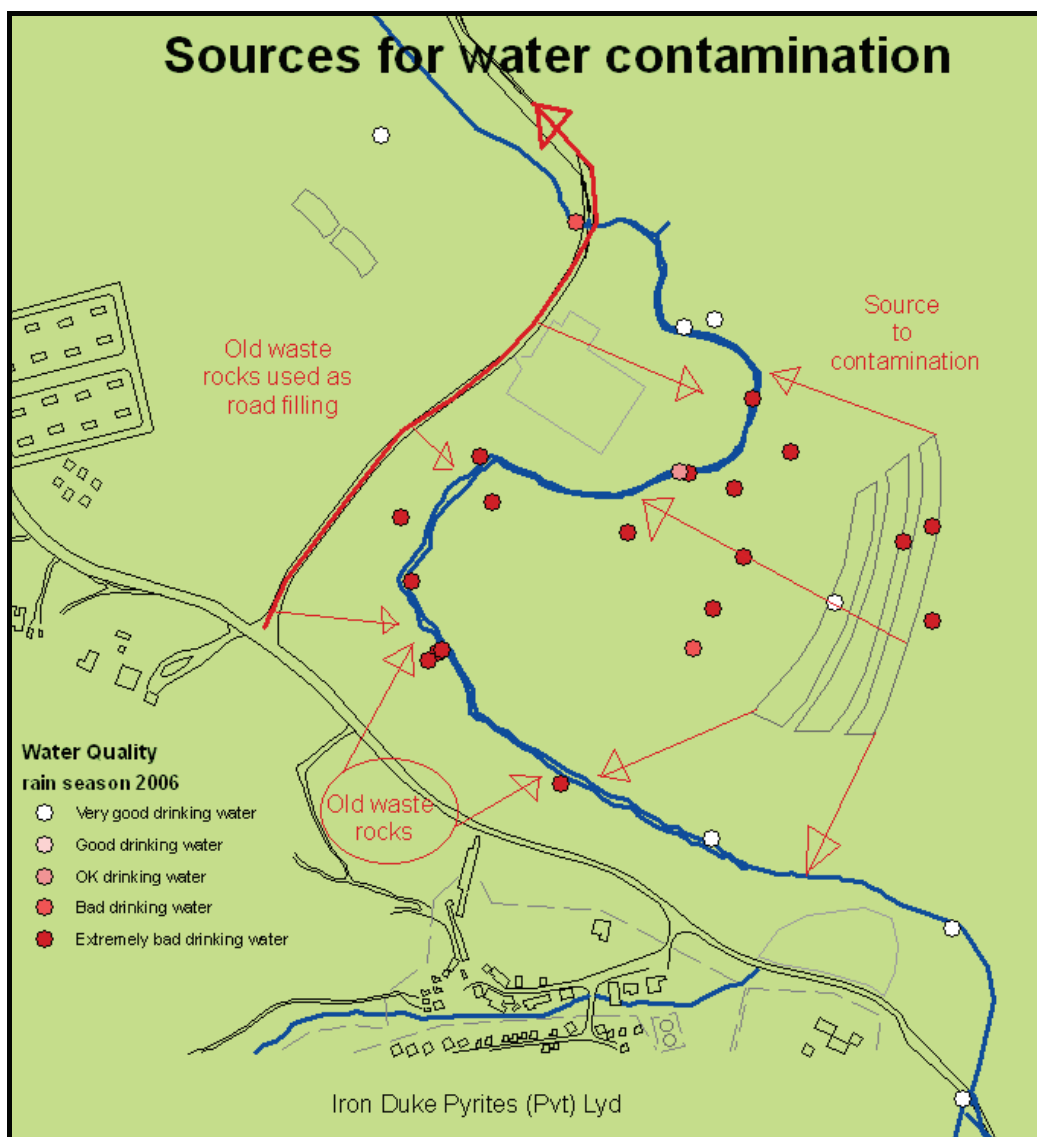 Sources for water contamination
Source
to
contamination
Old waste
rocks used as
road filling
Water Quality
rain season 2006
Very good drinking water
Good drinking water
OK drinking water
Bad drinking water
Extremely bad drinking water
Old waste
rocks
Iron Duke Pyrites (Pvt) Lyd